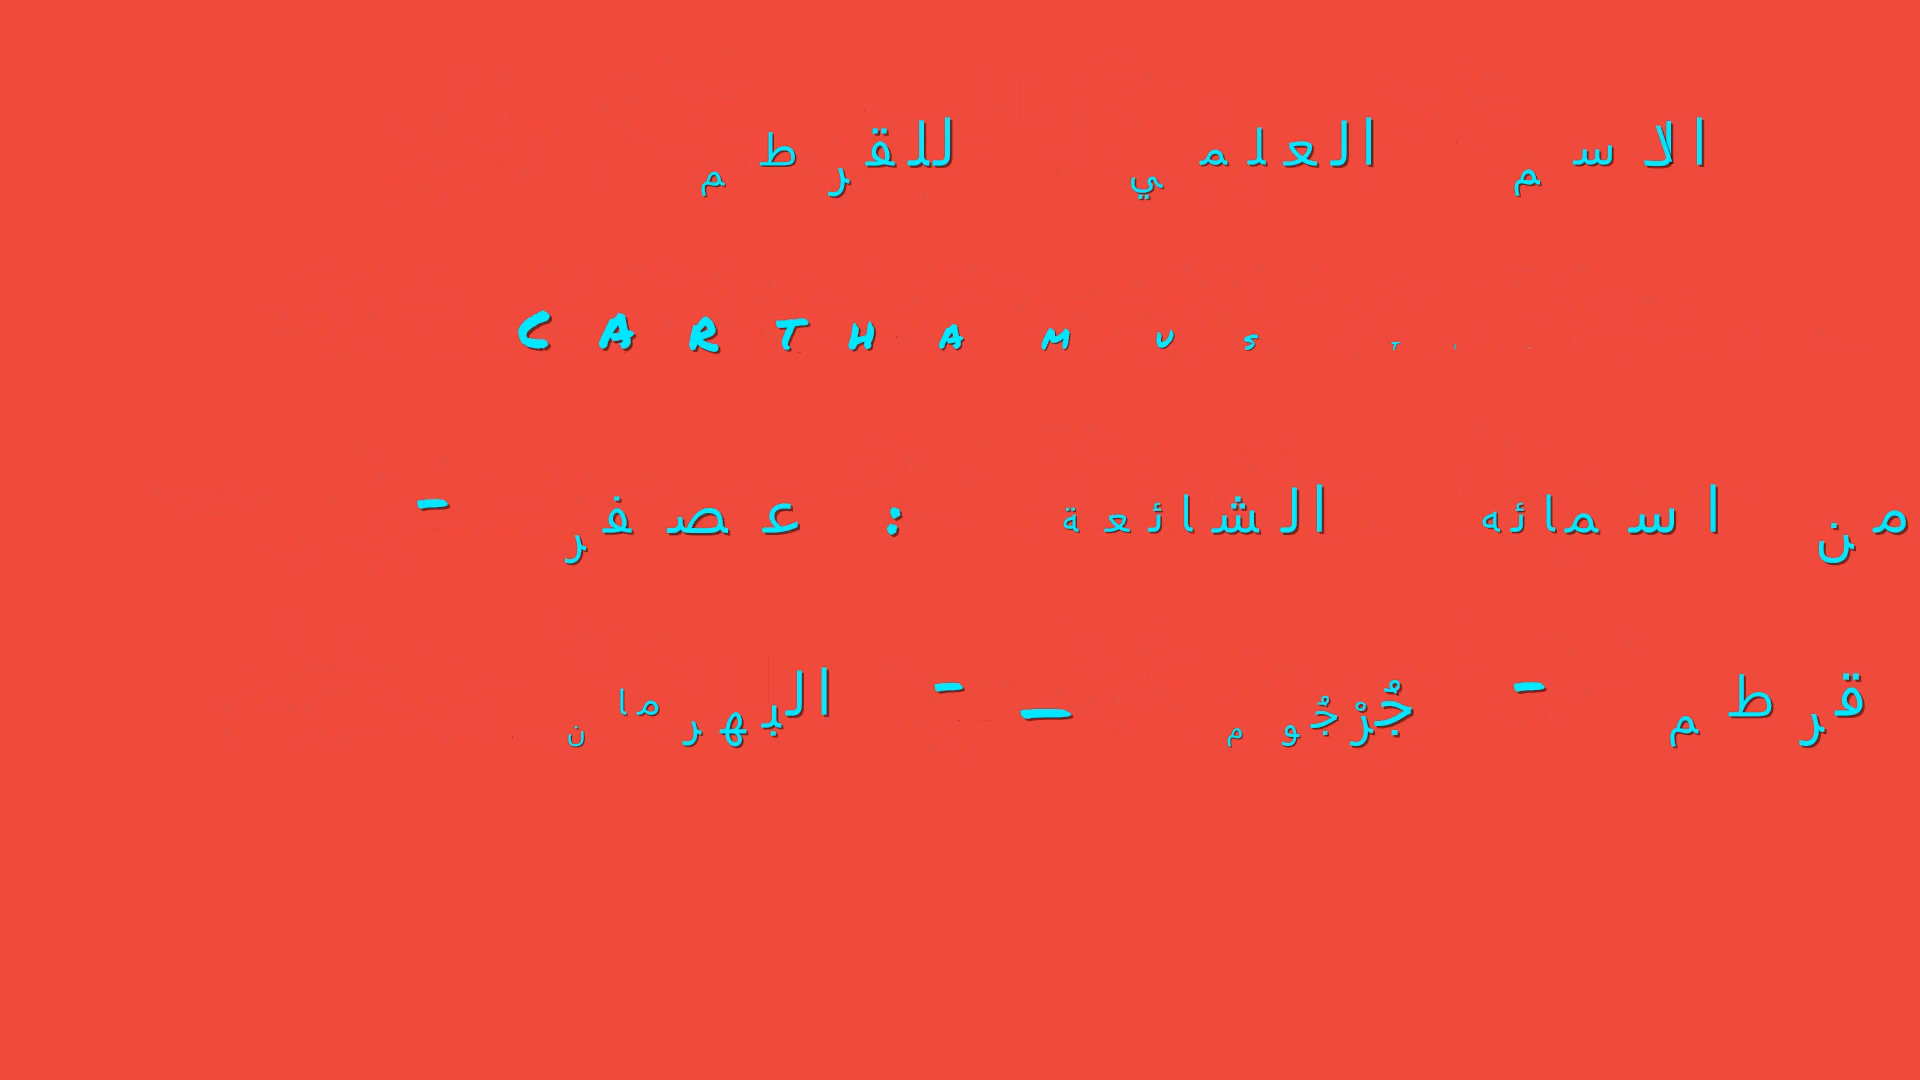 الاسم العلمي للقرطم
CARTHAMUS
من اسمائه الشائعة : عصفر -
قرطم - جُرْجُوم _ - البهرمان